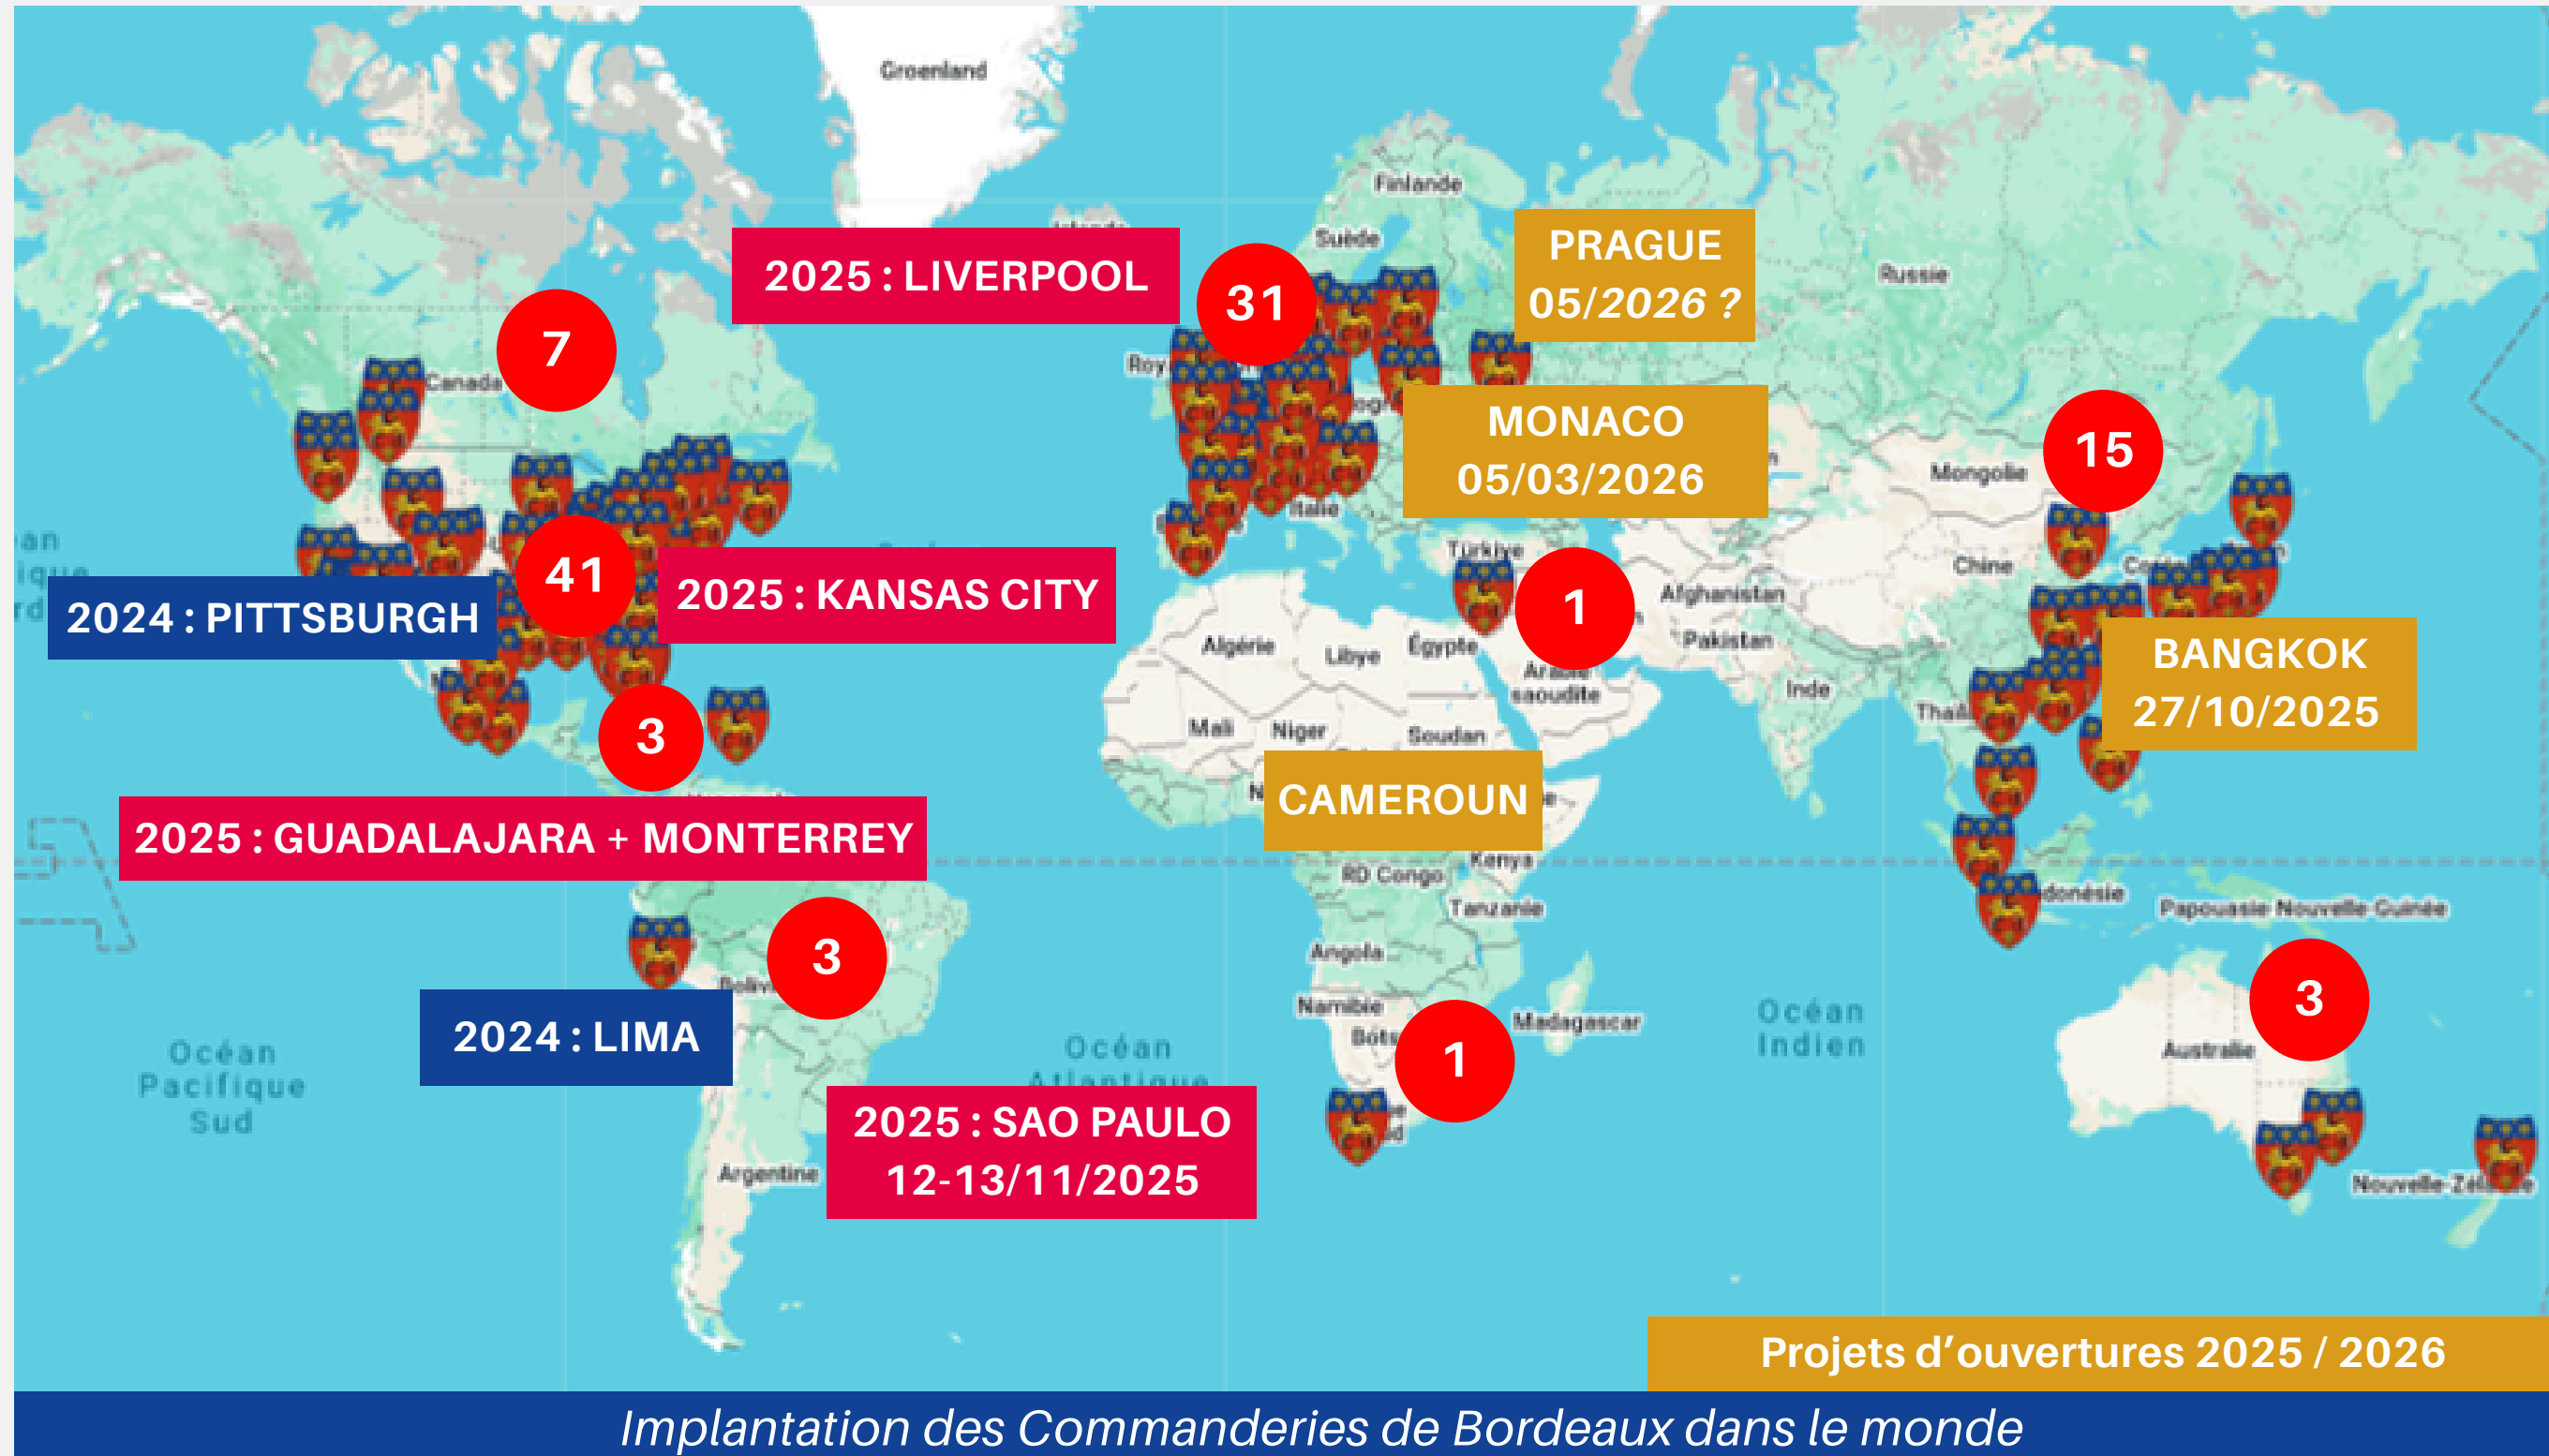 Groenland
Finlande
Suède
Russie
PRAGUE
05/2026 ?
2025 : LIVERPOOL
31
7
Canada
MONACO
05/03/2026
15
Mongolie
Italie
Türkiye
Chine
41
2025 : KANSAS CITY
2024 : PITTSBURGH
1
Afghanistan
Pakistan
Algérie
Libye
Égypte
Arabie
saoudite
Inde
BANGKOK
27/10/2025
Mali
Niger
Soudan
3
CAMEROUN
2025 : GUADALAJARA + MONTERREY
Kenya
RD Congo
Tanzanie
Papouasie Nouvelle-Guinée
3
Angola
3
Namibie
Madagascar
Océan
Indien
Australie
2024 : LIMA
1
Océan
Pacifique
Sud
Océan
Atlantique
2025 : SAO PAULO
12-13/11/2025
Argentine
Projets d’ouvertures 2025 / 2026
Implantation des Commanderies de Bordeaux dans le monde